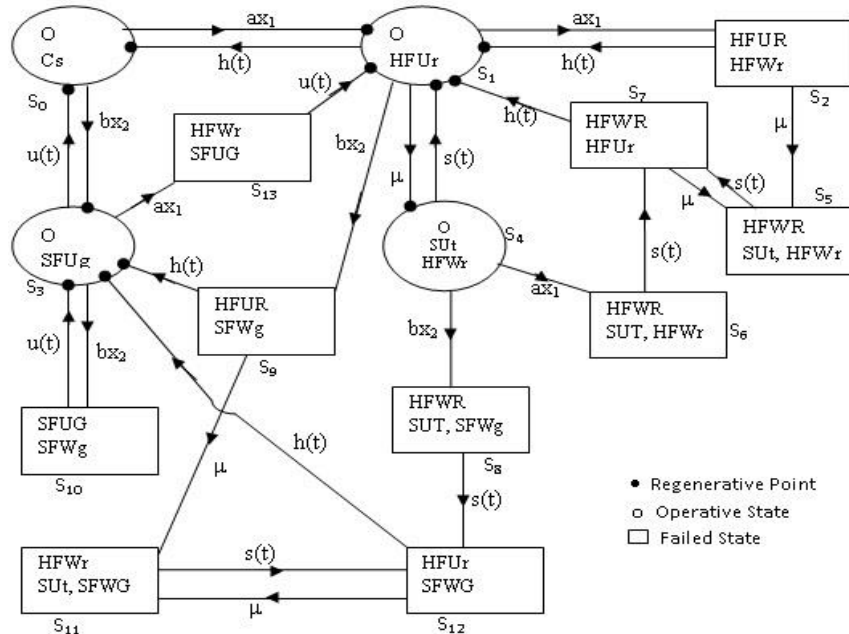 O
Cs
S₀
ax₁
h(t)
O
HFUr
S₁
ax₁
h(t)
HFUR
HFWr
S₂
u(t)
bx₂
HFWr
SFUG
S₁₃
u(t)
ax₁
bx₂
μ
s(t)
h(t)
S₇
HFWR
HFUr
μ
μ
s(t)
S₅
HFWR
SUt, HFWr
O
SFUg
S₃
h(t)
O
SUt
HFWr
S₄
ax₁
s(t)
HFWR
SUT, HFWr
S₆
HFUR
SFWg
S₉
bx₂
u(t)
bx₂
SFUG
SFWg
S₁₀
μ
h(t)
HFWR
SUT, SFWg
S₈
s(t)
HFWr
SUt, SFWG
S₁₁
s(t)
μ
HFUr
SFWG
S₁₂
Regenerative Point
Operative State
Failed State